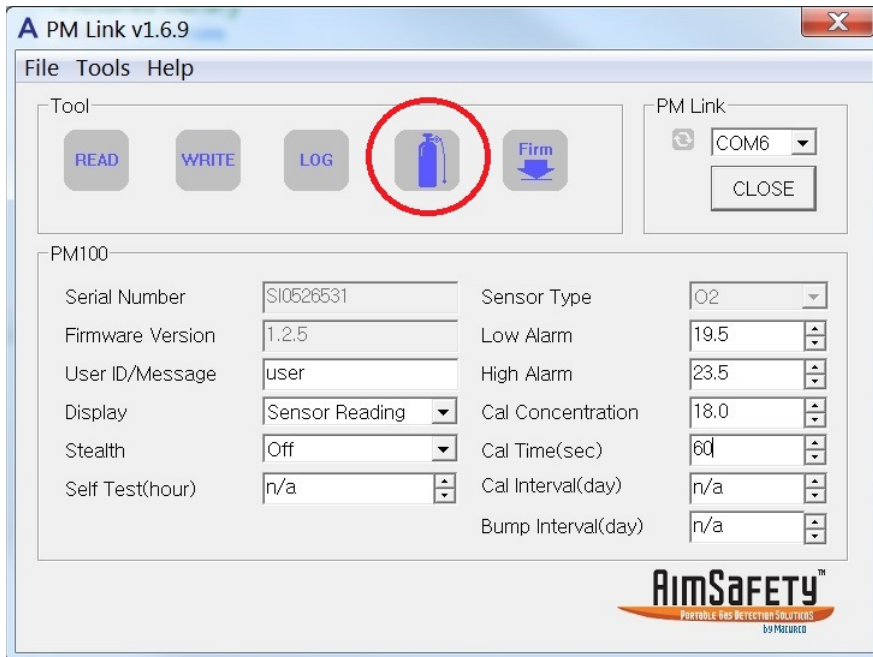 A PM Link v1.6.9
File Tools Help
Tool
READ WRITE LOG Firm
PM Link
COM6
CLOSE
PM100
Serial Number SI0526531
Firmware Version 1.2.5
User ID/Message user
Display Sensor Reading
Stealth Off
Self Test(hour) n/a
Sensor Type O2
Low Alarm 19.5
High Alarm 23.5
Cal Concentration 18.0
Cal Time(sec) 60
Cal Interval(day) n/a
Bump Interval(day) n/a
AimSafety™
Portable Gas Detection Solutions
by Macurco